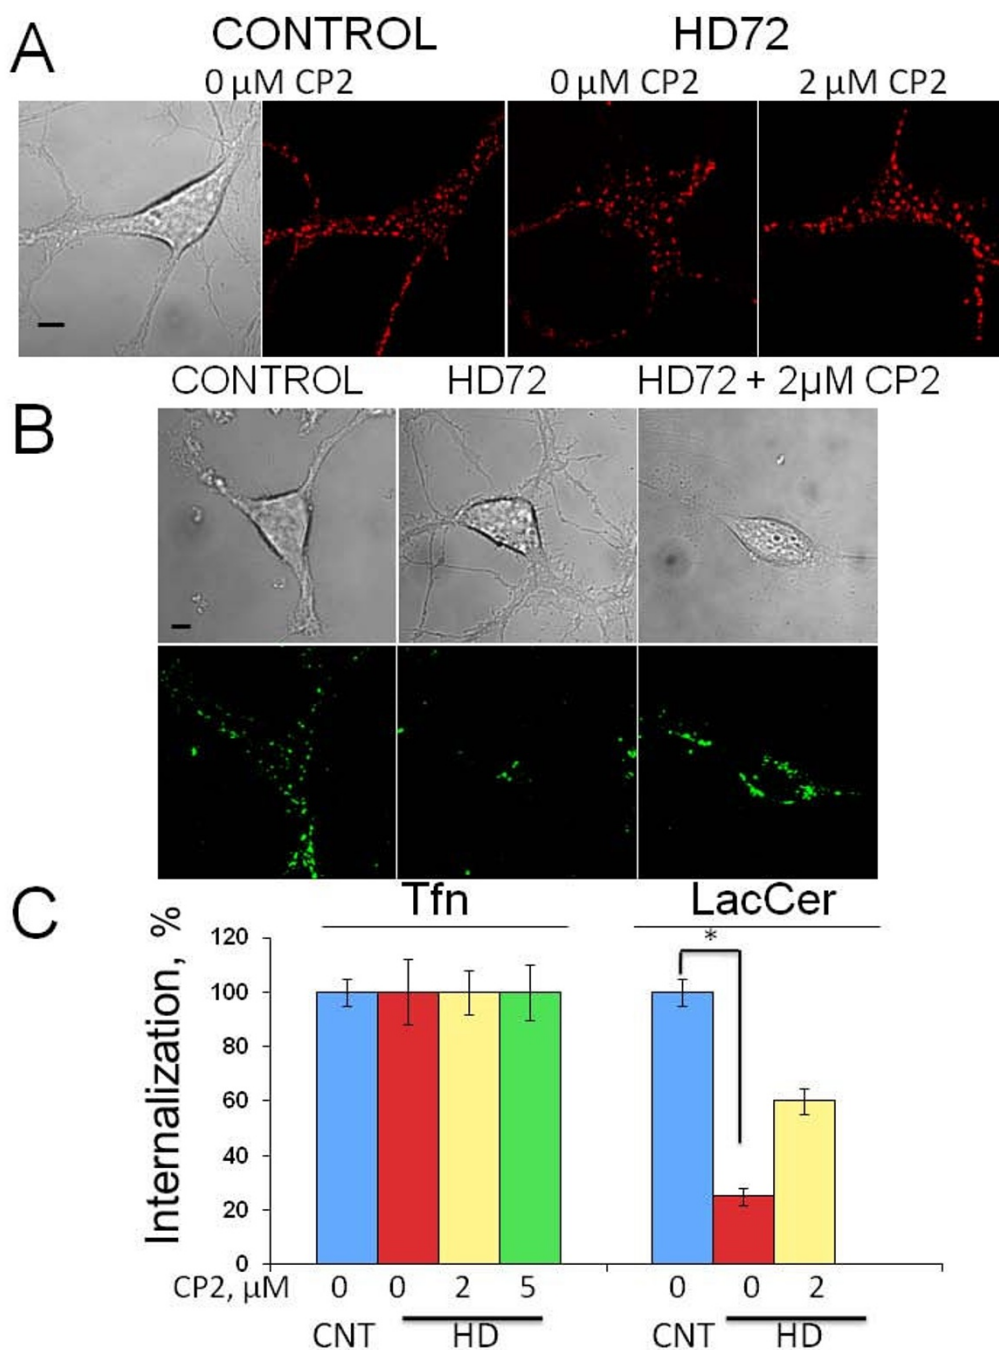 A
CONTROL HD72
0 µM CP2 0 µM CP2 2 µM CP2
CONTROL HD72 HD72 + 2µM CP2
B
C
Tfn LacCer
Internalization, %
*
120
100
80
60
40
20
0
CP2, µM 0 0 2 5 0 0 2
CNT HD CNT HD